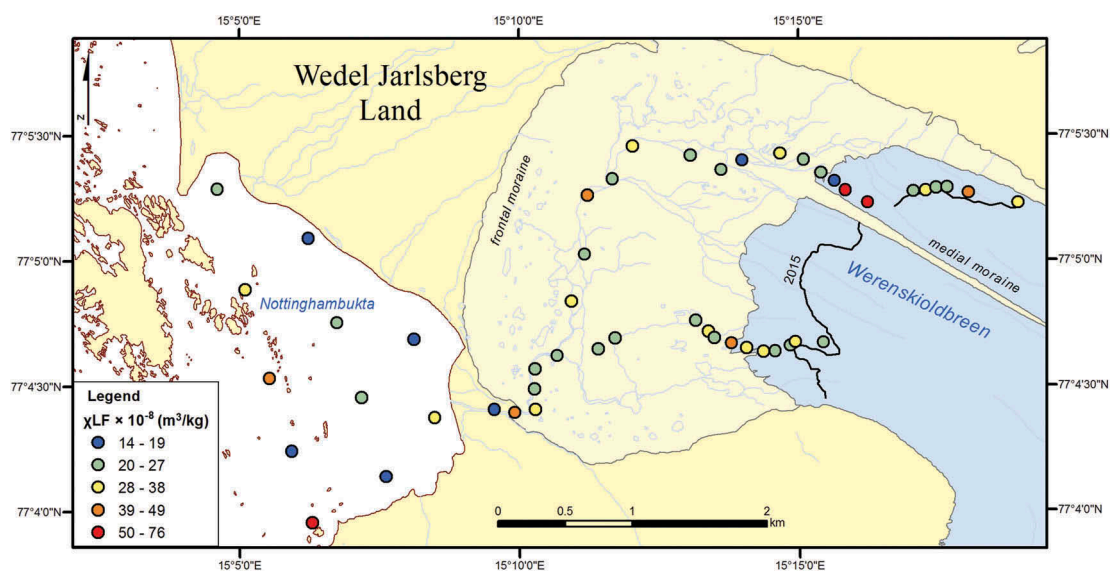 15°5'0"E
15°10'0"E
15°15'0"E
Wedel Jarlsberg
Land
N
77°5'30"N
77°5'30"N
frontal moraine
77°5'0"N
77°5'0"N
medial moraine
2015
Nottinghambukta
Werenskioldbreen
77°4'30"N
77°4'30"N
Legend
χLF × 10⁻⁸ (m³/kg)
14 - 19
20 - 27
28 - 38
39 - 49
50 - 76
77°4'0"N
77°4'0"N
0 0.5 1 2
km
15°5'0"E
15°10'0"E
15°15'0"E